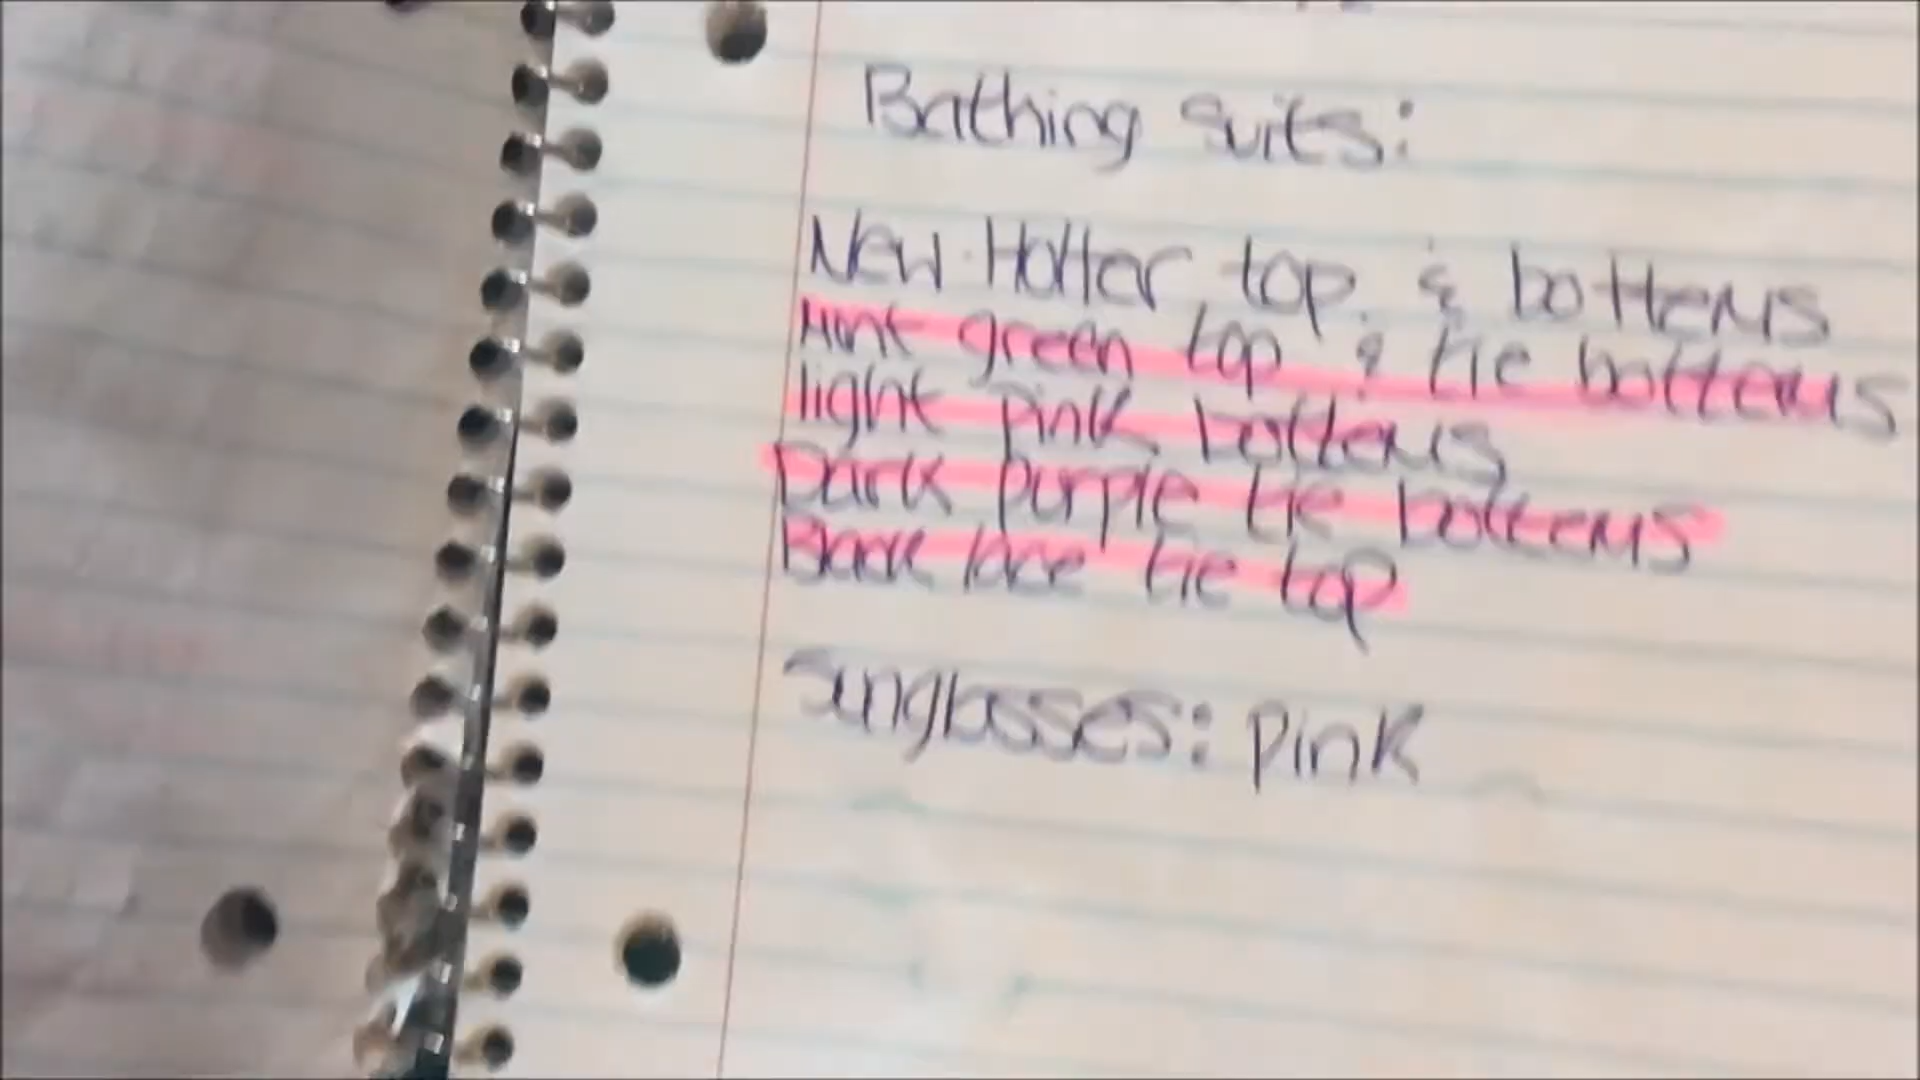 Bathing suits:
New Halter top & bottems
Mint green top & tie bottems
light pink bottems
Dark purple tie bottems
Black lace tie top
Sunglasses: pink